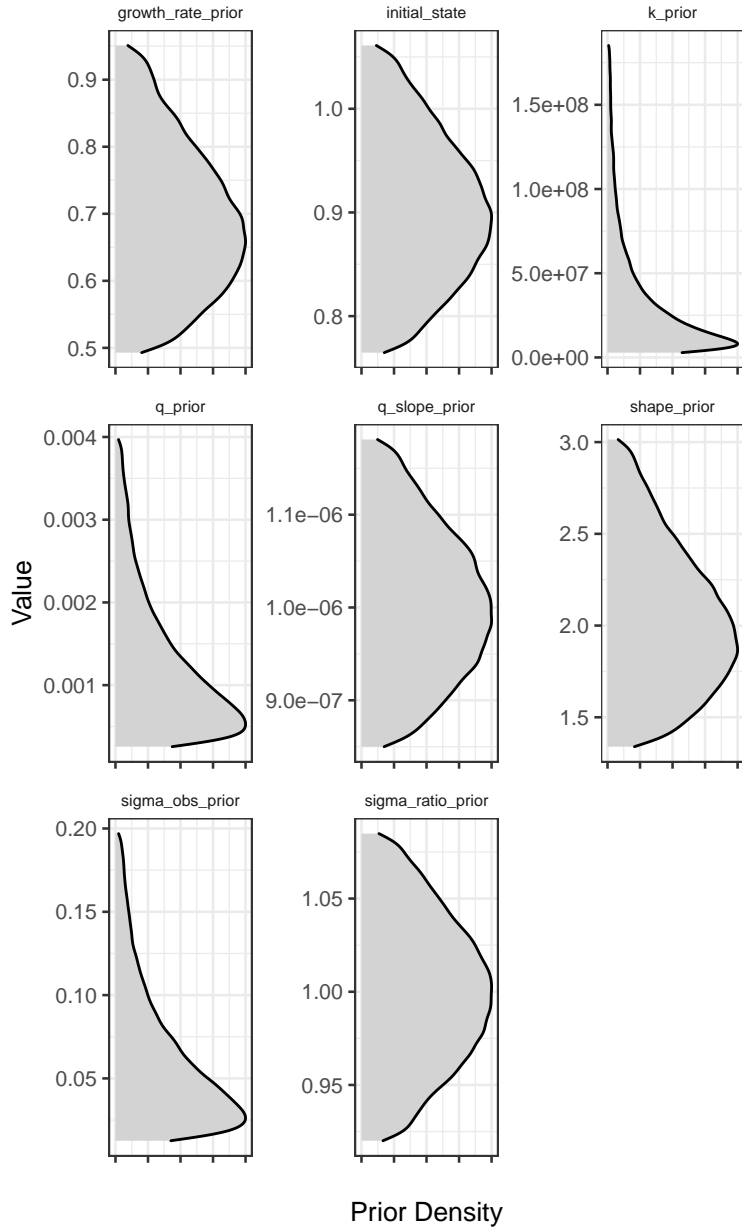 growth_rate_prior
initial_state
k_prior
0.9
0.8
0.7
0.6
0.5
1.0
0.9
0.8
1.5e+08
1.0e+08
5.0e+07
0.0e+00
q_prior
q_slope_prior
shape_prior
0.004
0.003
0.002
0.001
1.1e−06
1.0e−06
9.0e−07
3.0
2.5
2.0
1.5
sigma_obs_prior
sigma_ratio_prior
0.20
0.15
0.10
0.05
1.05
1.00
0.95
Value
Prior Density